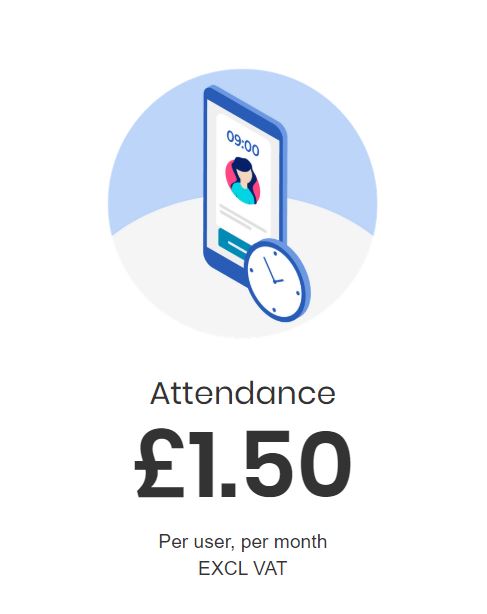 09:00
Attendance
£1.50
Per user, per month
EXCL VAT